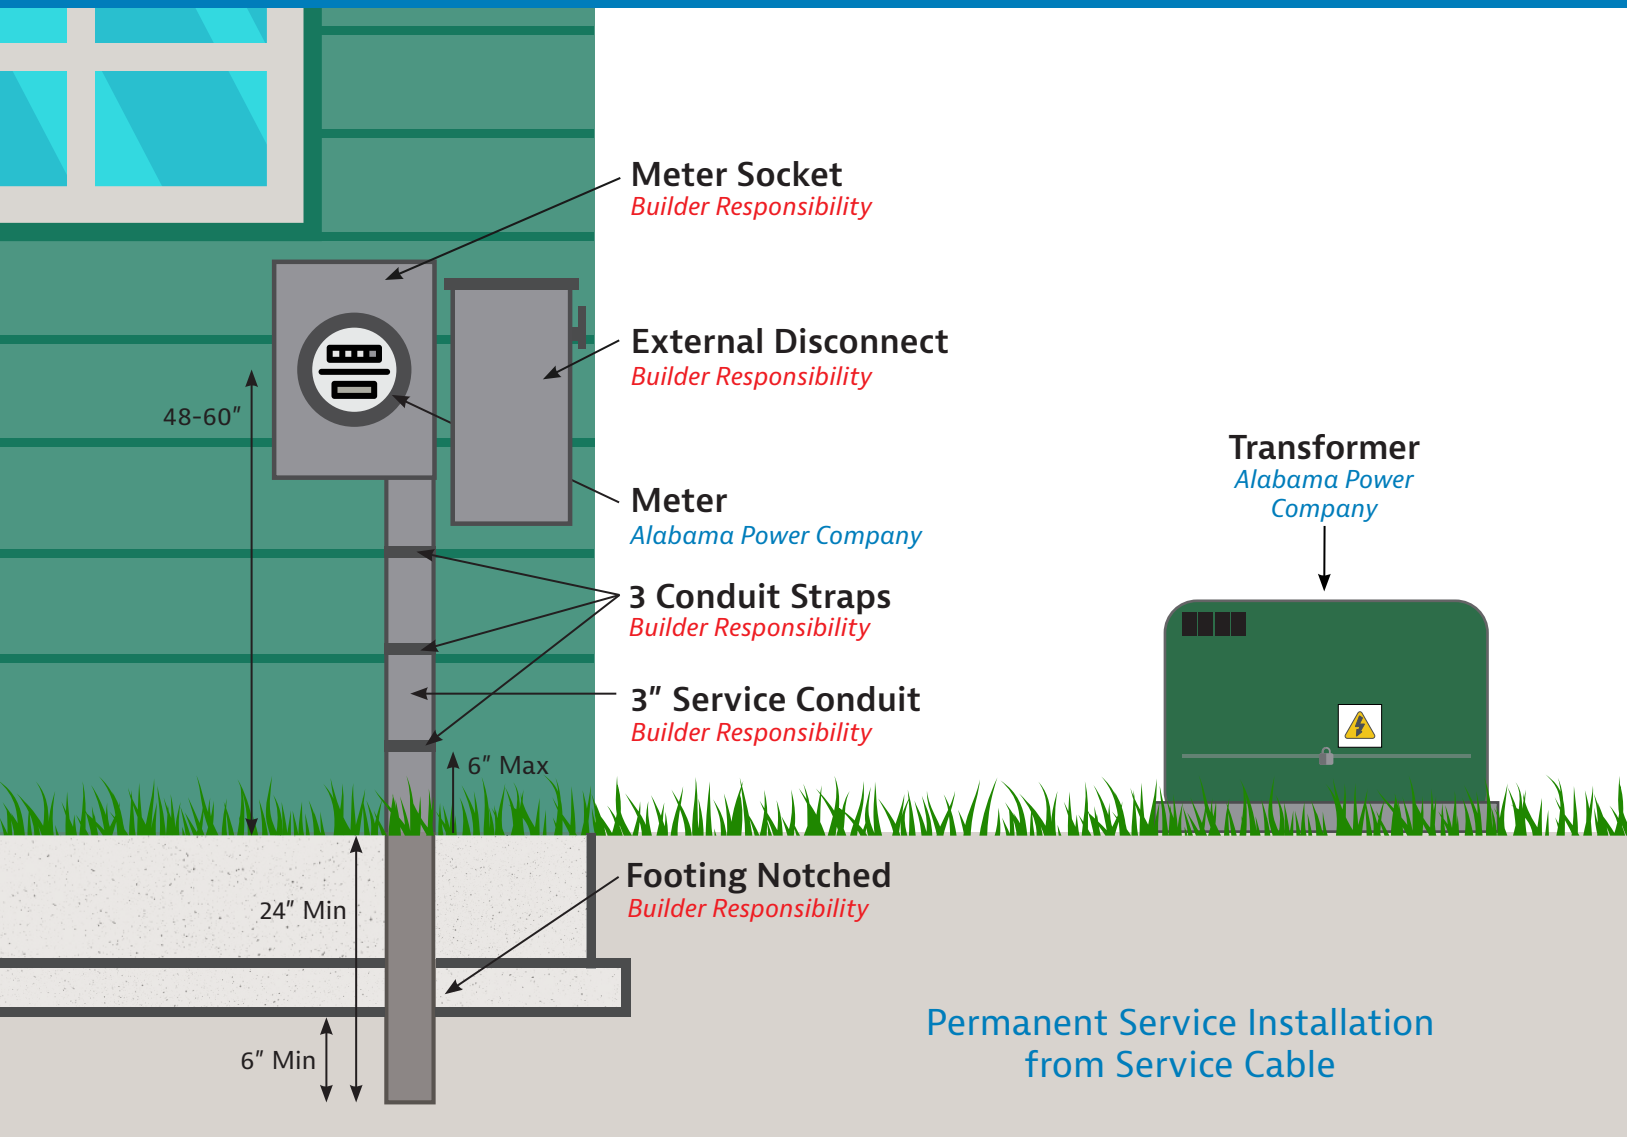 Meter Socket
Builder Responsibility
External Disconnect
Builder Responsibility
48-60"
Transformer
Alabama Power
Company
Meter
Alabama Power Company
3 Conduit Straps
Builder Responsibility
3" Service Conduit
Builder Responsibility
6" Max
Footing Notched
Builder Responsibility
24" Min
Permanent Service Installation
from Service Cable
6" Min